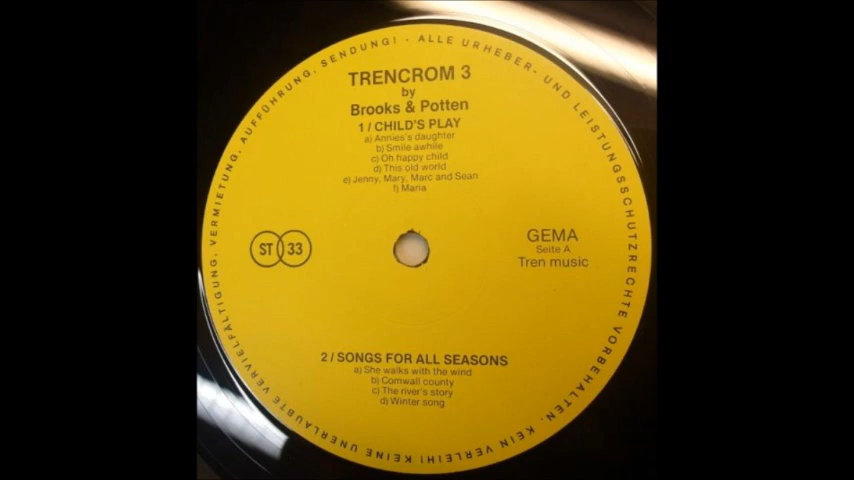 TRENCROM 3
by
Brooks & Potten
1 / CHILD'S PLAY
a) Annies's daughter
b) Smile awhile
c) Oh happy child
d) This old world
e) Jenny, Mary, Marc and Sean
f) Maria
ST 33
GEMA
Seite A
Tren music
2 / SONGS FOR ALL SEASONS
a) She walks with the wind
b) Cornwall county
c) The river's story
d) Winter song
ALLE URHEBER- UND LEISTUNGSSCHUTZRECHTE VORBEHALTEN. KEIN VERLEIH! KEINE UNERLAUBTE VERVIELFÄLTIGUNG, VERMIETUNG, AUFFÜHRUNG, SENDUNG! ·